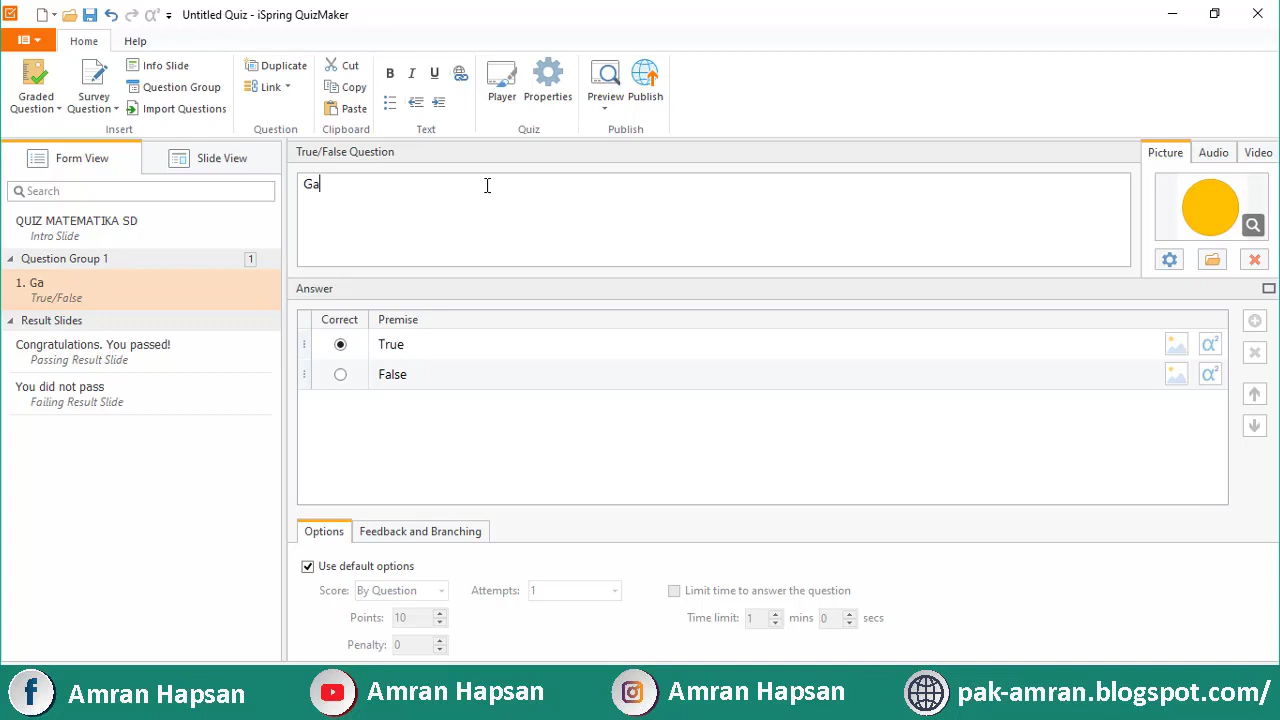 Untitled Quiz - iSpring QuizMaker
Home
Help
Graded Question
Survey Question
Info Slide
Question Group
Import Questions
Insert
Duplicate
Link
Question
Cut
Copy
Paste
Clipboard
B I U
Text
Player
Properties
Quiz
Preview
Publish
Publish
Form View
Slide View
Search
QUIZ MATEMATIKA SD
Intro Slide
Question Group 1
1
1. Ga
True/False
Result Slides
Congratulations. You passed!
Passing Result Slide
You did not pass
Failing Result Slide
True/False Question
Ga
Picture
Audio
Video
Answer
Correct
Premise
True
α²
False
α²
Options
Feedback and Branching
Use default options
Score: By Question
Attempts: 1
Limit time to answer the question
Points: 10
Time limit: 1 mins 0 secs
Penalty: 0
Amran Hapsan
Amran Hapsan
Amran Hapsan
pak-amran.blogspot.com/